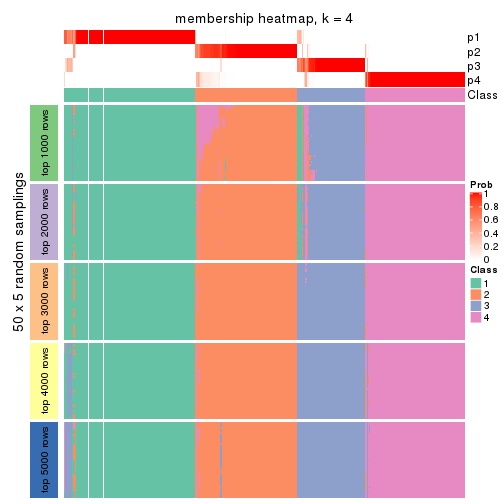 membership heatmap, k = 4
p1
p2
p3
p4
Class
50 x 5 random samplings
top 1000 rows
top 2000 rows
top 3000 rows
top 4000 rows
top 5000 rows
Prob
1
0.8
0.6
0.4
0.2
0
Class
1
2
3
4